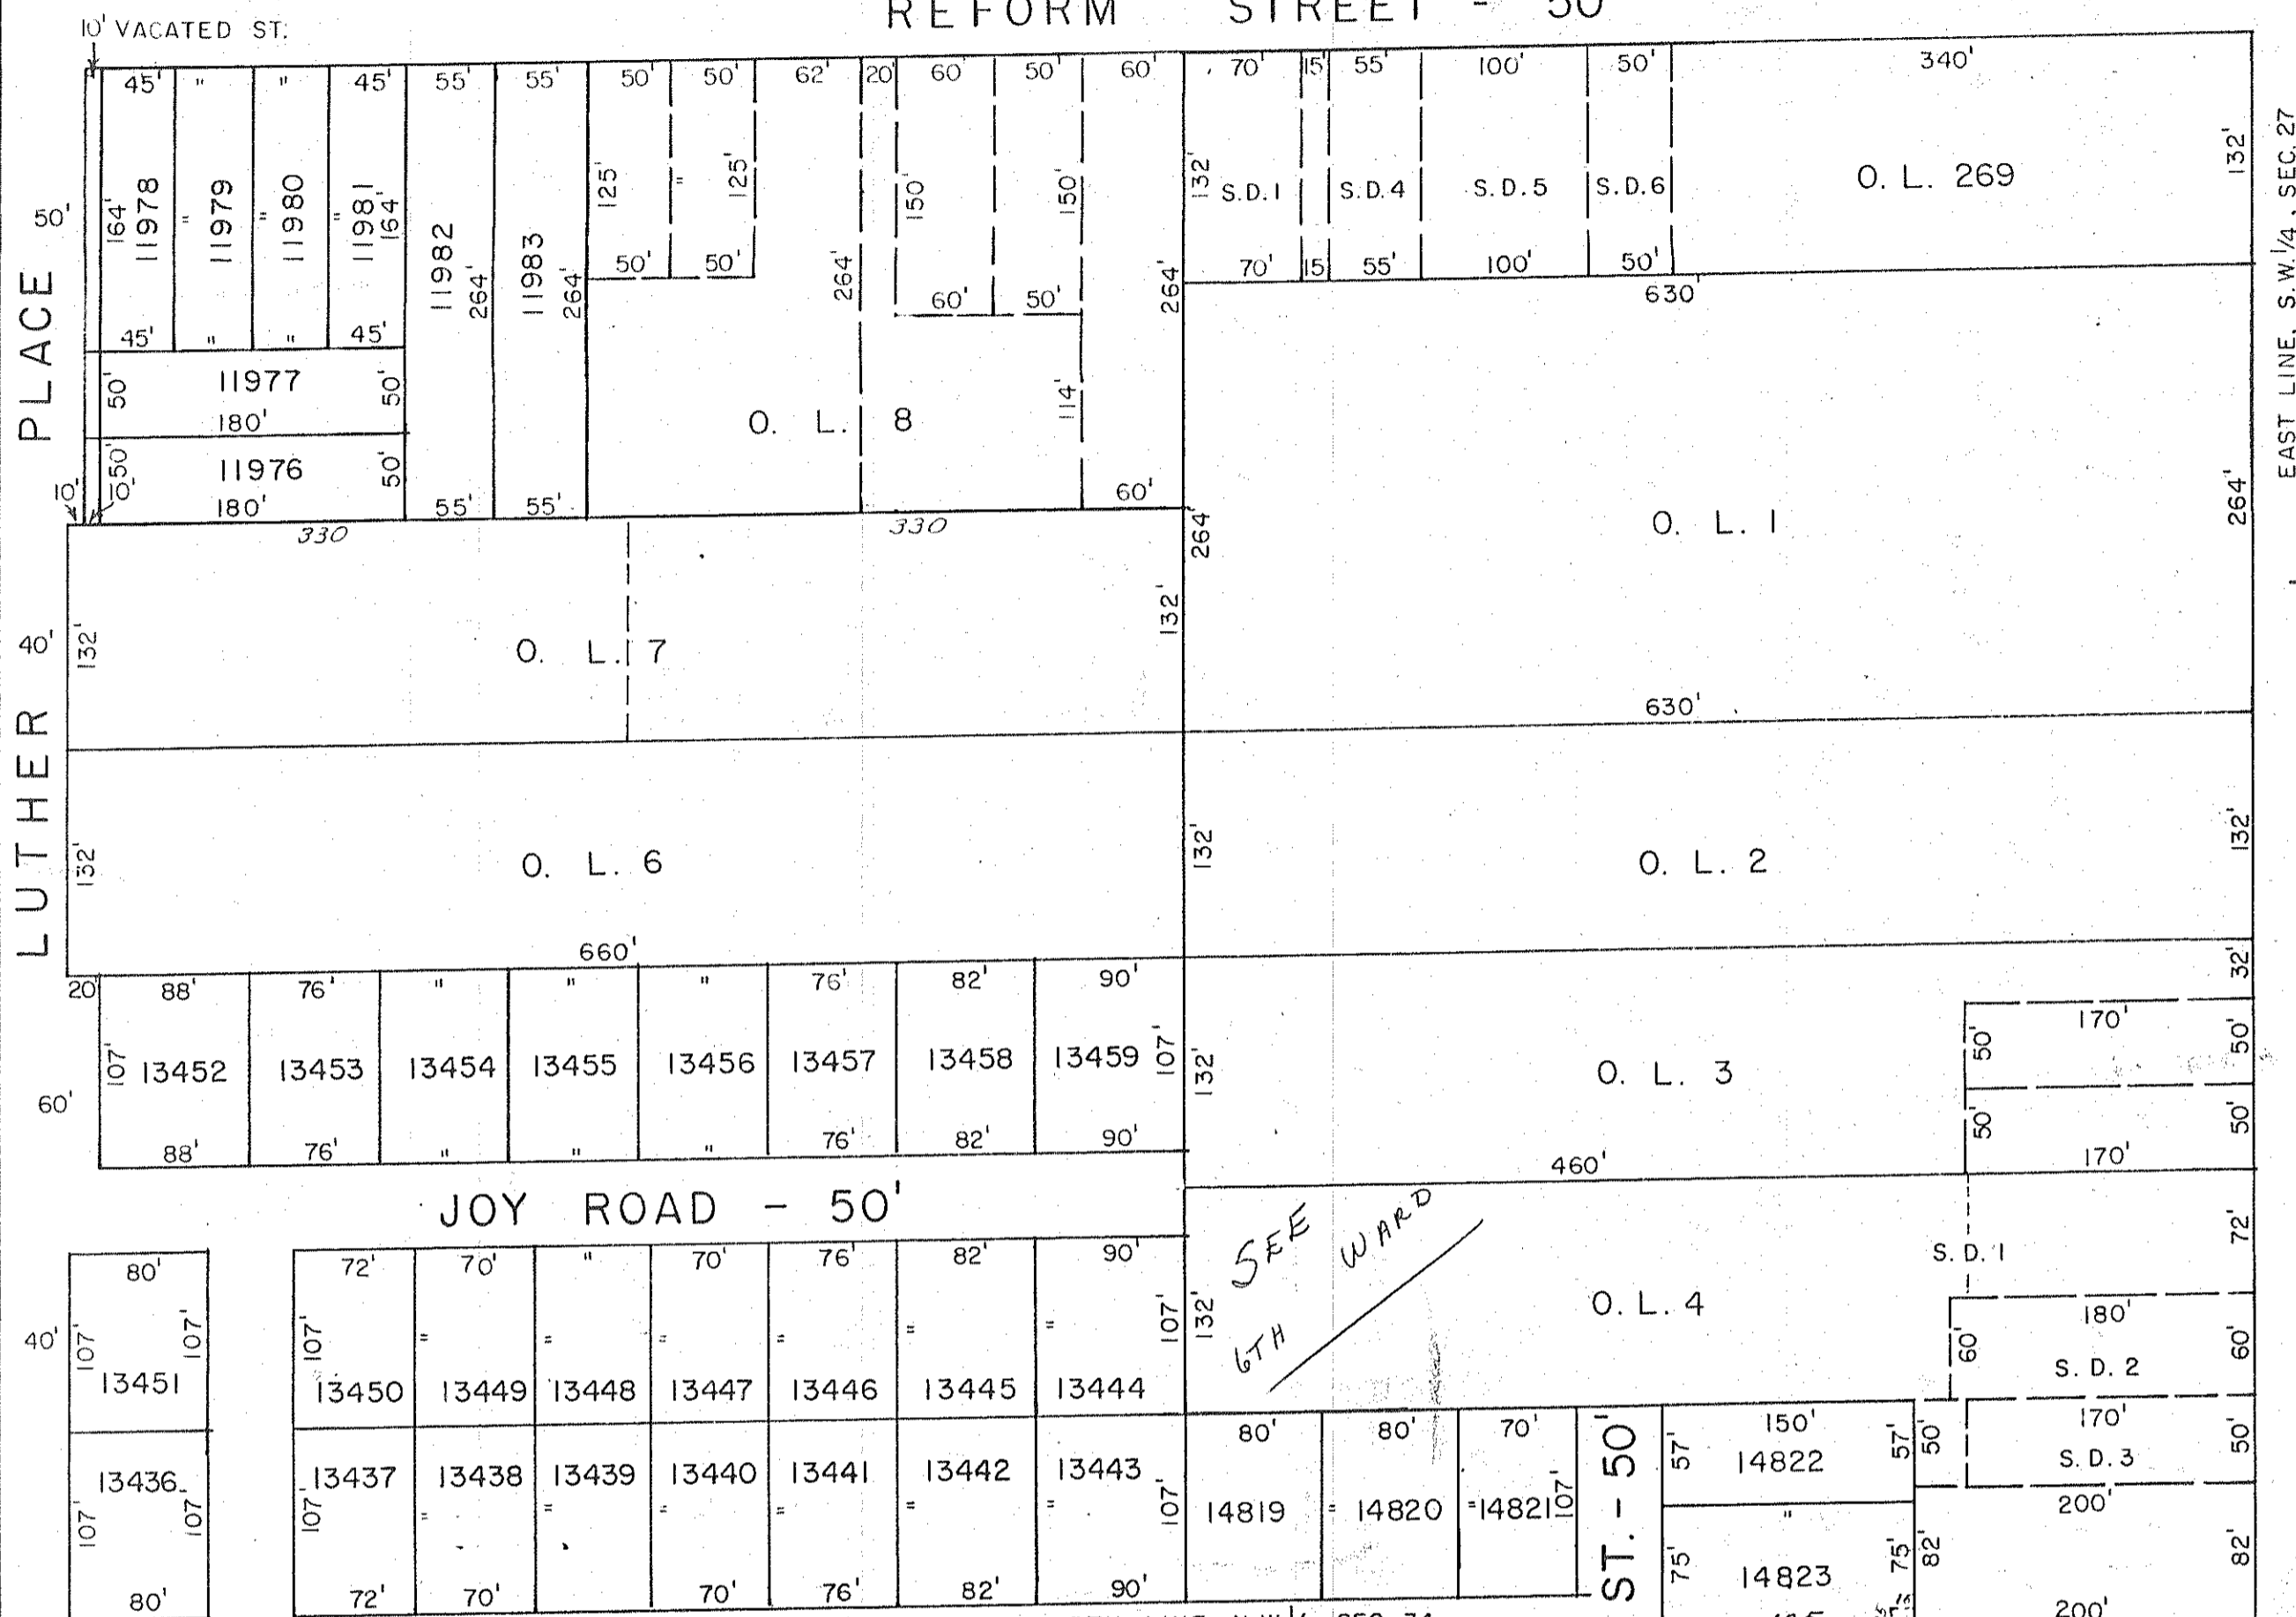 REFORM STREET - 50'
10' VACATED ST.
45' " " 45' 55' 55' 50' 50' 62' 20' 60' 50' 60' 70' 15' 55' 100' 50' 340'
50'
164' 11978 = 11979 = 11980 = 11981 164'
11982 264'
11983 264'
125' = 125'
264'
150' 150'
264'
132' S.D.1 S.D.4 S.D.5 S.D.6 O. L. 269 132'
50' 50' 60' 50'
70' 15' 55' 100' 50'
630'
45' " " 45'
50' 11977 50'
180'
50' 11976 50'
10' 10' 180' 55' 55' 60'
O. L. 8
114'
330 330
264'
O. L. 1
264'
EAST LINE, S.W.1/4, SEC. 27
LUTHER PLACE
40' 132' O. L. 7 132'
630'
132' O. L. 6 132' O. L. 2 132'
660'
20' 88' 76' " " " 76' 82' 90'
60' 107' 13452 13453 13454 13455 13456 13457 13458 13459 107'
88' 76' " " " 76' 82' 90'
132' O. L. 3
32'
170'
50' 50'
50' 50'
460' 170'
JOY ROAD - 50'
SEE
6TH WARD
80' 72' 70' " 70' 76' 82' 90'
40' 107' 107' 107' = = = = = = 107' 132'
13451 13450 13449 13448 13447 13446 13445 13444
O. L. 4
S. D. 1 72'
180'
60' S. D. 2 60'
170'
50' S. D. 3 50'
13436 13437 13438 13439 13440 13441 13442 13443
107' 107' 107' = = = = = = 107'
80' 72' 70' 70' 76' 82' 90'
80' 80' 70'
14819 = 14820 = 14821 107'
ST. - 50'
150'
57' 14822 57'
"
75' 14823 75'
200'
82' 82'
200'